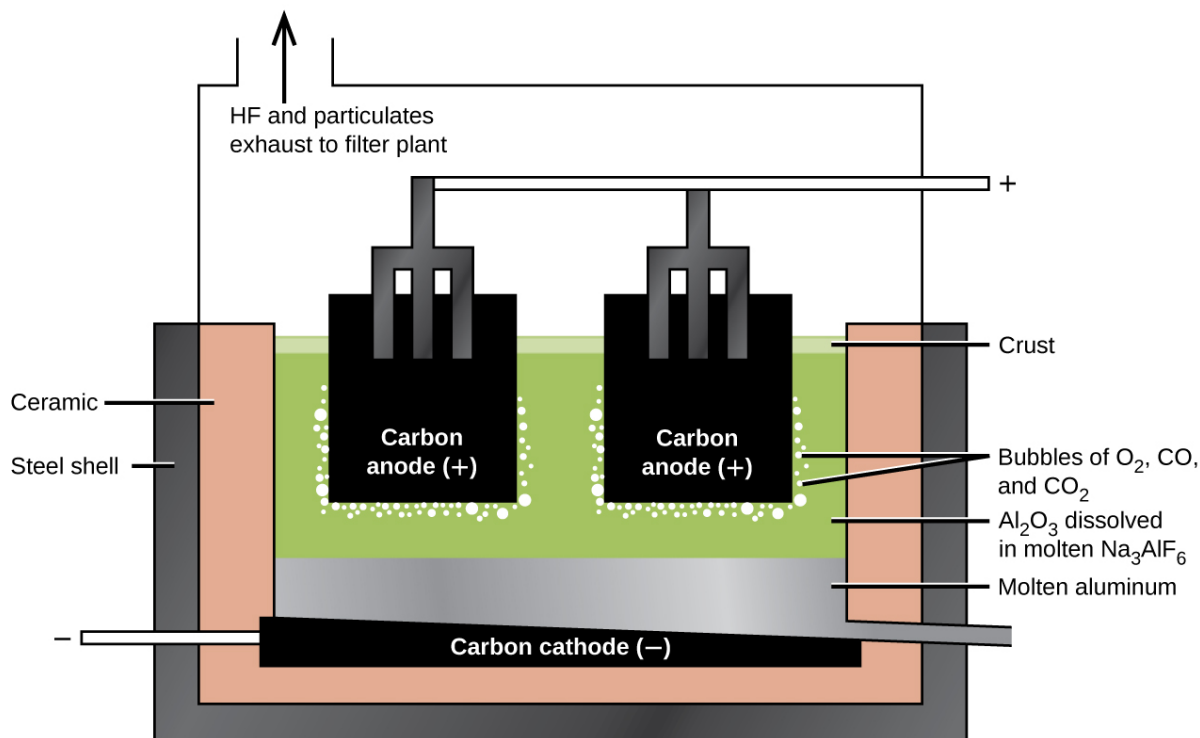 HF and particulates
exhaust to filter plant
+
Crust
Ceramic
Carbon
anode (+)
Carbon
anode (+)
Steel shell
Bubbles of O₂, CO,
and CO₂
Al₂O₃ dissolved
in molten Na₃AlF₆
Molten aluminum
−
Carbon cathode (−)